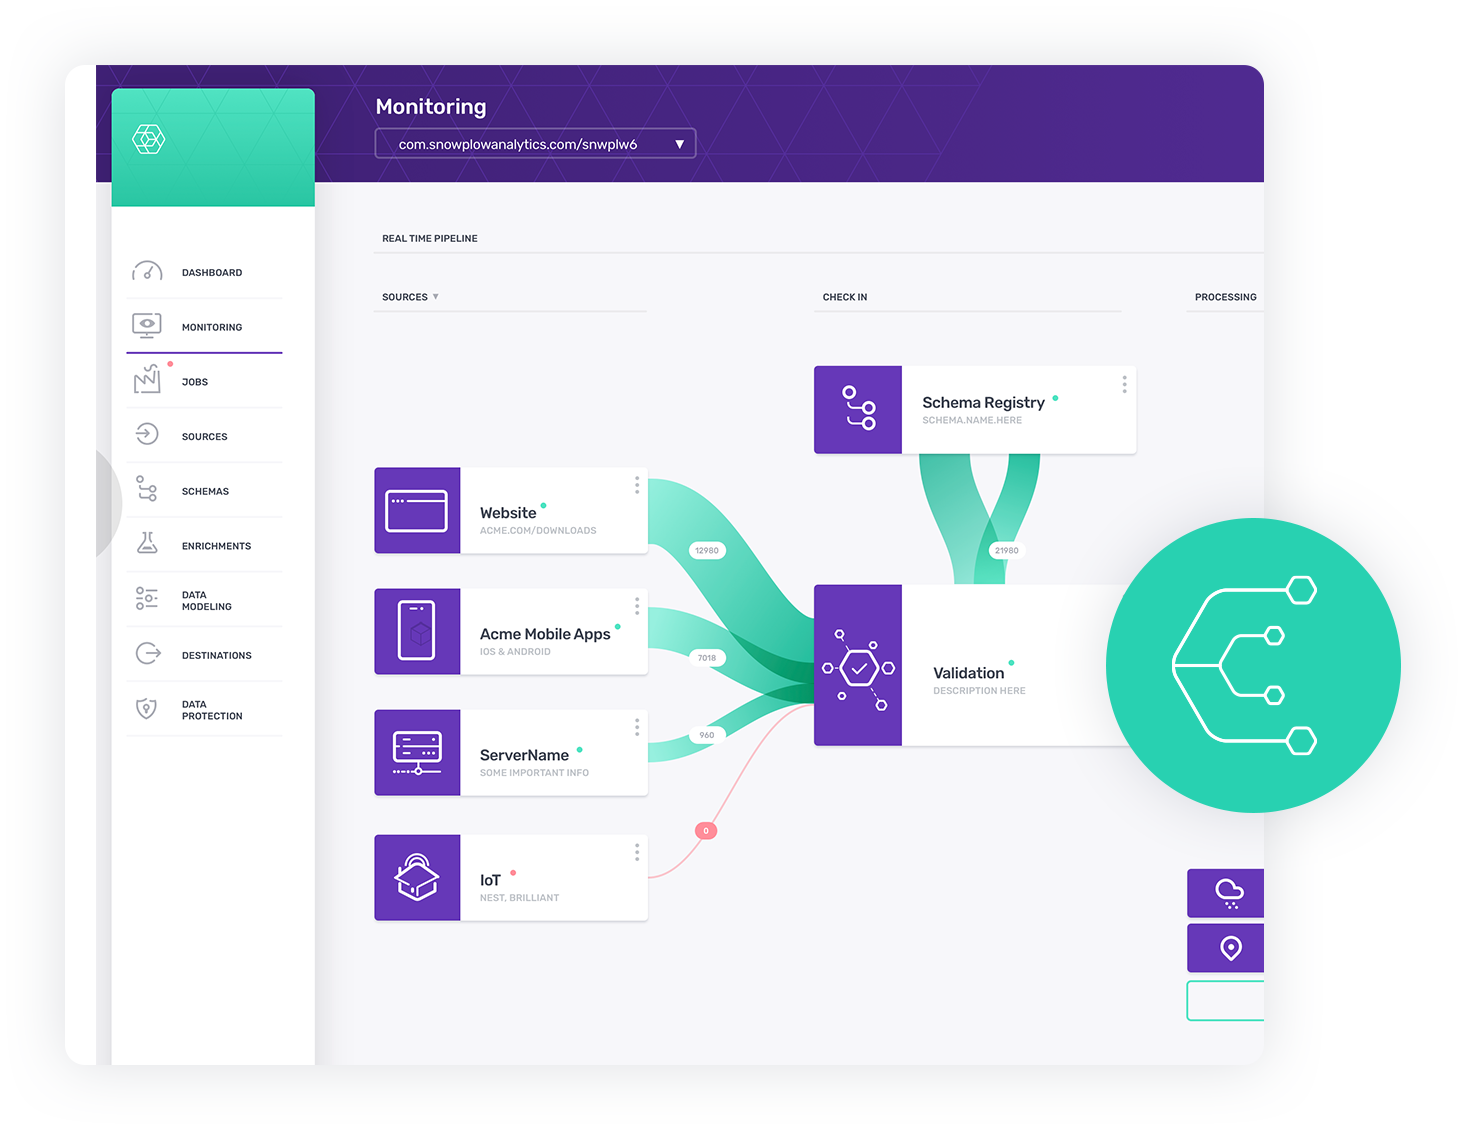 Monitoring
com.snowplowanalytics.com/snwplw6
DASHBOARD
MONITORING
JOBS
SOURCES
SCHEMAS
ENRICHMENTS
DATA
MODELING
DESTINATIONS
DATA
PROTECTION
REAL TIME PIPELINE
SOURCES
CHECK IN
PROCESSING
Schema Registry
SCHEMA.NAME.HERE
Website
ACME.COM/DOWNLOADS
12980
21980
Acme Mobile Apps
IOS & ANDROID
7018
Validation
DESCRIPTION HERE
ServerName
SOME IMPORTANT INFO
960
0
IoT
NEST, BRILLIANT